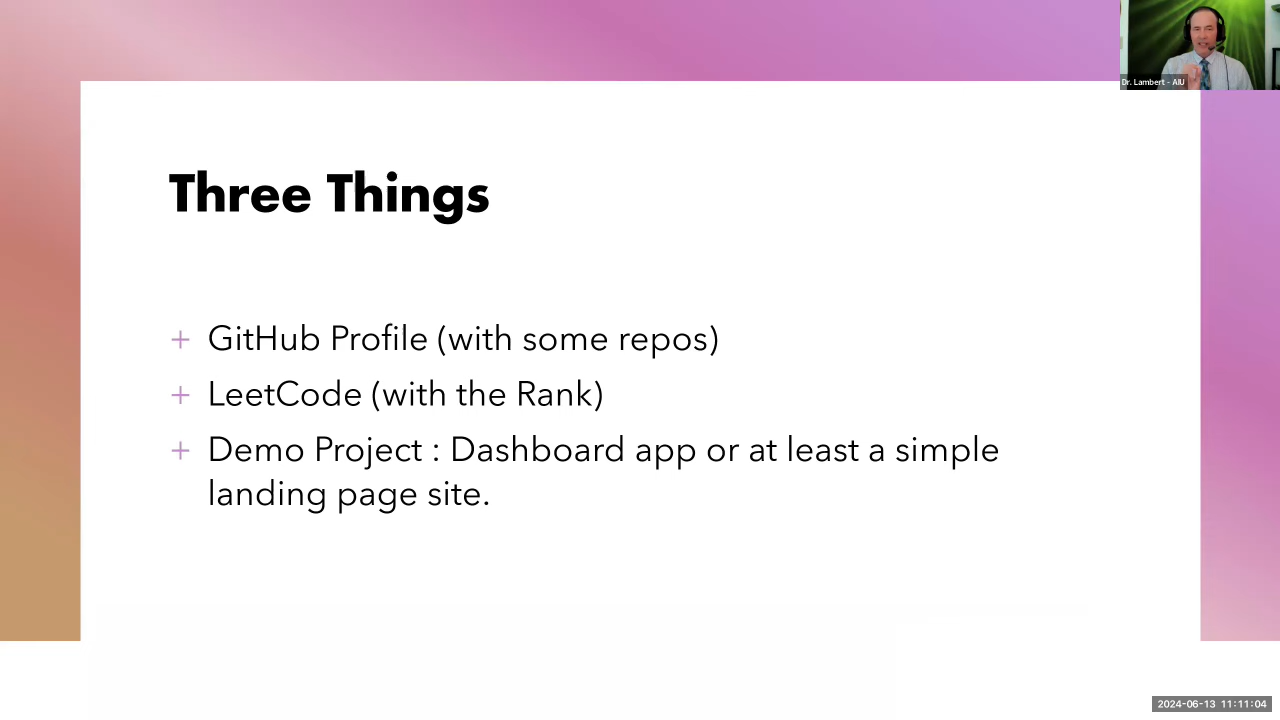 Dr. Lambert - AIU
Three Things
+ GitHub Profile (with some repos)
+ LeetCode (with the Rank)
+ Demo Project : Dashboard app or at least a simple
landing page site.
2024-06-13 11:11:04